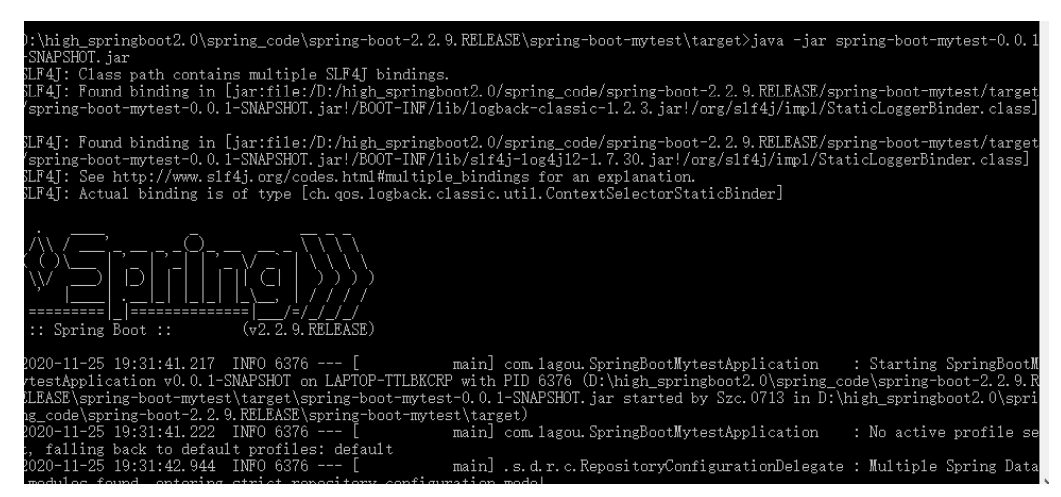 :\high_springboot2.0\spring_code\spring-boot-2.2.9.RELEASE\spring-boot-mytest\target>java -jar spring-boot-mytest-0.0.1
-SNAPSHOT.jar
SLF4J: Class path contains multiple SLF4J bindings.
SLF4J: Found binding in [jar:file:/D:/high_springboot2.0/spring_code/spring-boot-2.2.9.RELEASE/spring-boot-mytest/target
/spring-boot-mytest-0.0.1-SNAPSHOT.jar!/BOOT-INF/lib/logback-classic-1.2.3.jar!/org/slf4j/impl/StaticLoggerBinder.class]
SLF4J: Found binding in [jar:file:/D:/high_springboot2.0/spring_code/spring-boot-2.2.9.RELEASE/spring-boot-mytest/target
/spring-boot-mytest-0.0.1-SNAPSHOT.jar!/BOOT-INF/lib/slf4j-log4j12-1.7.30.jar!/org/slf4j/impl/StaticLoggerBinder.class]
SLF4J: See http://www.slf4j.org/codes.html#multiple_bindings for an explanation.
SLF4J: Actual binding is of type [ch.qos.logback.classic.util.ContextSelectorStaticBinder]
Spring
:: Spring Boot :: (v2.2.9.RELEASE)
2020-11-25 19:31:41.217 INFO 6376 --- [ main] com.lagou.SpringBootMytestApplication : Starting SpringBootM
ytestApplication v0.0.1-SNAPSHOT on LAPTOP-TTLBKCRP with PID 6376 (D:\high_springboot2.0\spring_code\spring-boot-2.2.9.R
ELEASE\spring-boot-mytest\target\spring-boot-mytest-0.0.1-SNAPSHOT.jar started by Szc.0713 in D:\high_springboot2.0\spri
ng_code\spring-boot-2.2.9.RELEASE\spring-boot-mytest\target)
2020-11-25 19:31:41.222 INFO 6376 --- [ main] com.lagou.SpringBootMytestApplication : No active profile se
t, falling back to default profiles: default
2020-11-25 19:31:42.944 INFO 6376 --- [ main] .s.d.r.c.RepositoryConfigurationDelegate : Multiple Spring Data
modules found, entering strict repository configuration mode!